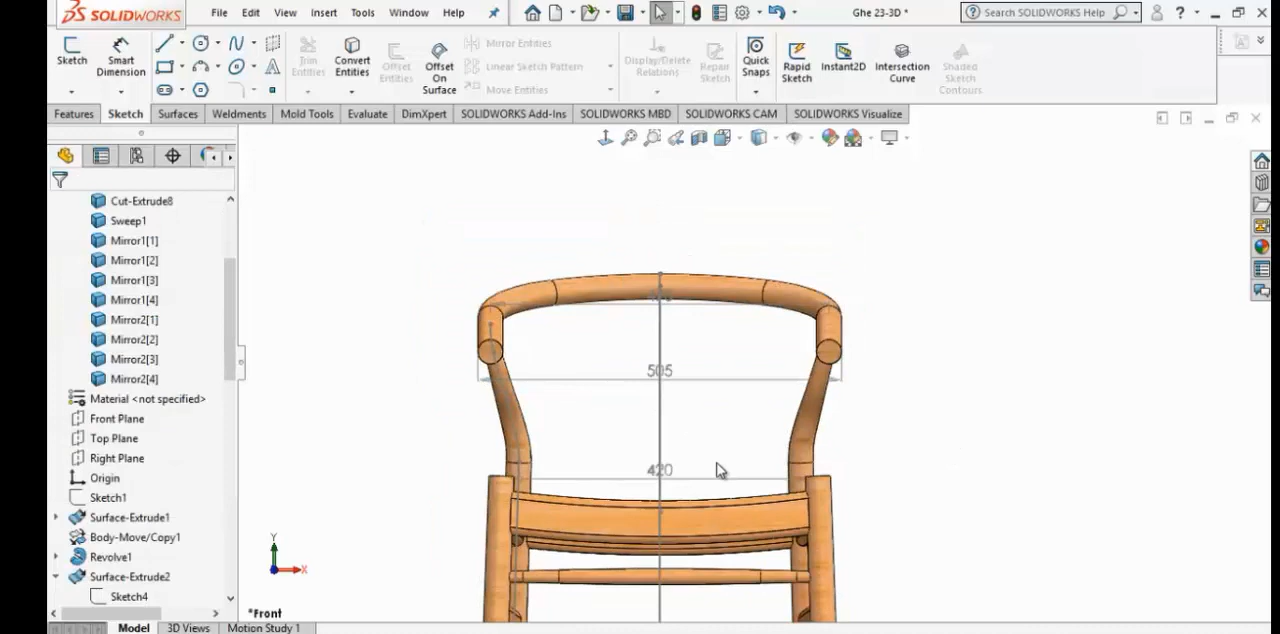 SOLIDWORKS File Edit View Insert Tools Window Help Ghe 23-3D * Search SOLIDWORKS Help ?
Sketch Smart Dimension Trim Entities Convert Entities Offset Entities Offset On Surface Mirror Entities Linear Sketch Pattern Move Entities Display/Delete Relations Repair Sketch Quick Snaps Rapid Sketch Instant2D Intersection Curve Shaded Sketch Contours
Features Sketch Surfaces Weldments Mold Tools Evaluate DimXpert SOLIDWORKS Add-Ins SOLIDWORKS MBD SOLIDWORKS CAM SOLIDWORKS Visualize
Cut-Extrude8
Sweep1
Mirror1[1]
Mirror1[2]
Mirror1[3]
Mirror1[4]
Mirror2[1]
Mirror2[2]
Mirror2[3]
Mirror2[4]
Material <not specified>
Front Plane
Top Plane
Right Plane
Origin
Sketch1
Surface-Extrude1
Body-Move/Copy1
Revolve1
Surface-Extrude2
Sketch4
505
420
Y
X
*Front
Model 3D Views Motion Study 1